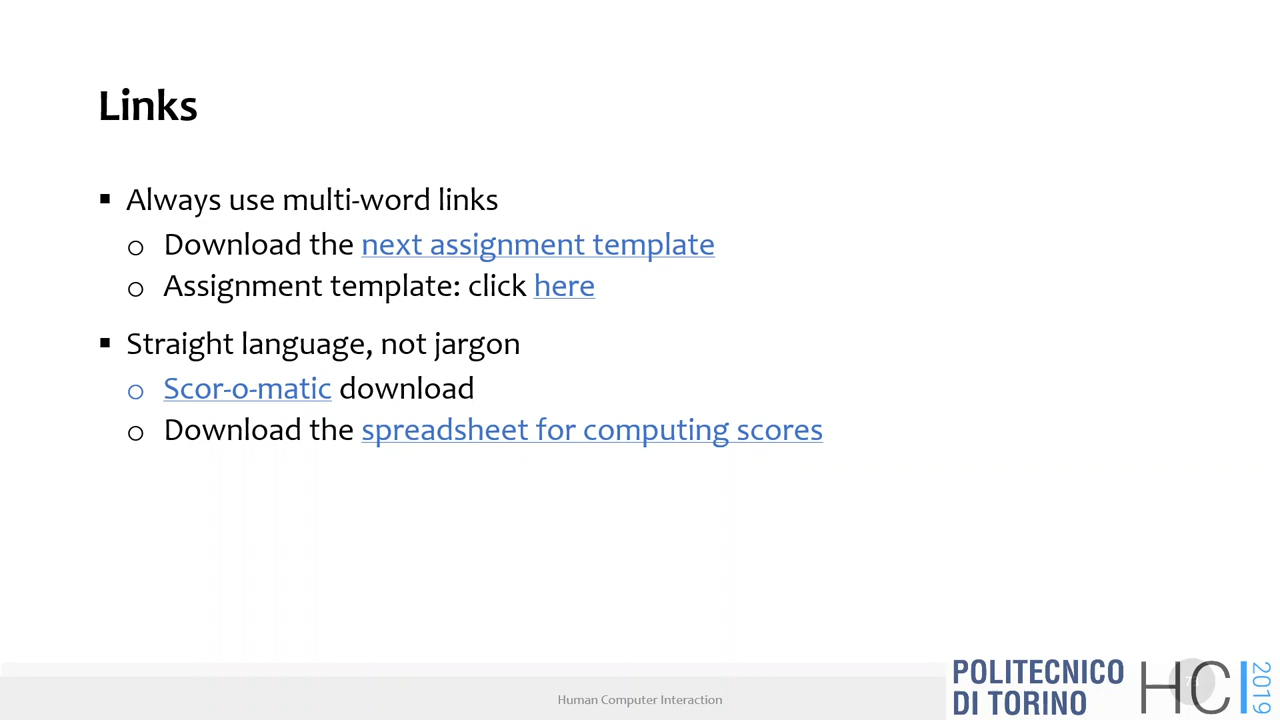 Links
▪ Always use multi-word links
o Download the next assignment template
o Assignment template: click here
▪ Straight language, not jargon
o Scor-o-matic download
o Download the spreadsheet for computing scores
Human Computer Interaction
POLITECNICO
DI TORINO
HCI
2019